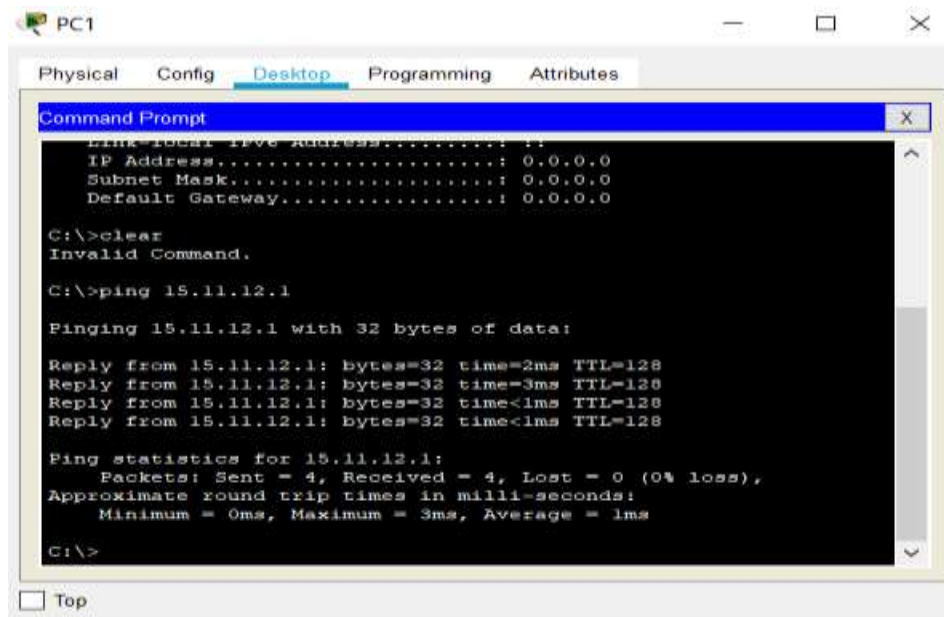 PC1
Physical Config Desktop Programming Attributes
Command Prompt X
Link-local IPv6 Address.........: ::
IP Address......................: 0.0.0.0
Subnet Mask.....................: 0.0.0.0
Default Gateway.................: 0.0.0.0
C:\>clear
Invalid Command.
C:\>ping 15.11.12.1
Pinging 15.11.12.1 with 32 bytes of data:
Reply from 15.11.12.1: bytes=32 time=2ms TTL=128
Reply from 15.11.12.1: bytes=32 time=3ms TTL=128
Reply from 15.11.12.1: bytes=32 time<1ms TTL=128
Reply from 15.11.12.1: bytes=32 time<1ms TTL=128
Ping statistics for 15.11.12.1:
Packets: Sent = 4, Received = 4, Lost = 0 (0% loss),
Approximate round trip times in milli-seconds:
Minimum = 0ms, Maximum = 3ms, Average = 1ms
C:\>
Top